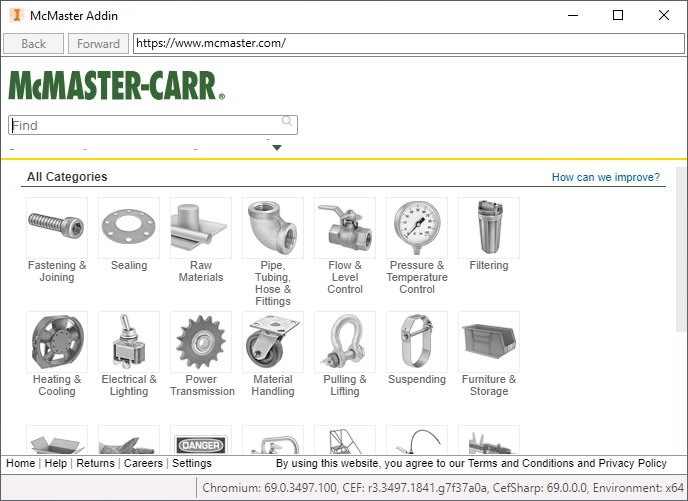 McMaster Addin
Back
Forward
https://www.mcmaster.com/
McMASTER-CARR®
Find
All Categories
How can we improve?
Fastening &
Joining
Sealing
Raw
Materials
Pipe,
Tubing,
Hose &
Fittings
Flow &
Level
Control
Pressure &
Temperature
Control
Filtering
Heating &
Cooling
Electrical &
Lighting
Power
Transmission
Material
Handling
Pulling &
Lifting
Suspending
Furniture &
Storage
DANGER
Home | Help | Returns | Careers | Settings
By using this website, you agree to our Terms and Conditions and Privacy Policy
Chromium: 69.0.3497.100, CEF: r3.3497.1841.g7f37a0a, CefSharp: 69.0.0.0, Environment: x64